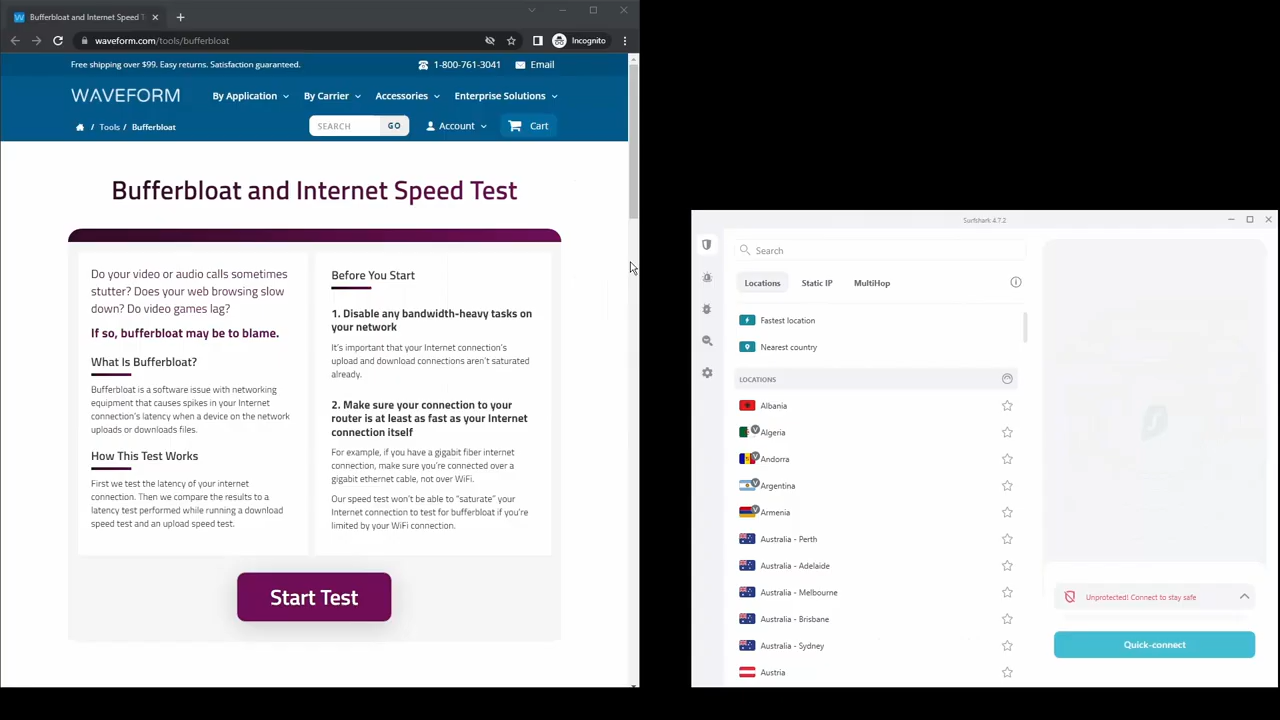 Bufferbloat and Internet Speed T
waveform.com/tools/bufferbloat
Incognito
Free shipping over $99. Easy returns. Satisfaction guaranteed.
1-800-761-3041
Email
WAVEFORM
By Application
By Carrier
Accessories
Enterprise Solutions
/ Tools / Bufferbloat
SEARCH
GO
Account
Cart
Bufferbloat and Internet Speed Test
Do your video or audio calls sometimes
stutter? Does your web browsing slow
down? Do video games lag?
If so, bufferbloat may be to blame.
What Is Bufferbloat?
Bufferbloat is a software issue with networking
equipment that causes spikes in your Internet
connection's latency when a device on the network
uploads or downloads files.
How This Test Works
First we test the latency of your internet
connection. Then we compare the results to a
latency test performed while running a download
speed test and an upload speed test.
Before You Start
1. Disable any bandwidth-heavy tasks on
your network
It's important that your Internet connection's
upload and download connections aren't saturated
already.
2. Make sure your connection to your
router is at least as fast as your Internet
connection itself
For example, if you have a gigabit fiber internet
connection, make sure you're connected over a
gigabit ethernet cable, not over WiFi.
Our speed test won't be able to "saturate" your
Internet connection to test for bufferbloat if you're
limited by your WiFi connection.
Start Test
Surfshark 4.7.2
Search
Locations
Static IP
MultiHop
Fastest location
Nearest country
LOCATIONS
Albania
Algeria
Andorra
Argentina
Armenia
Australia - Perth
Australia - Adelaide
Australia - Melbourne
Australia - Brisbane
Australia - Sydney
Austria
Unprotected! Connect to stay safe
Quick-connect